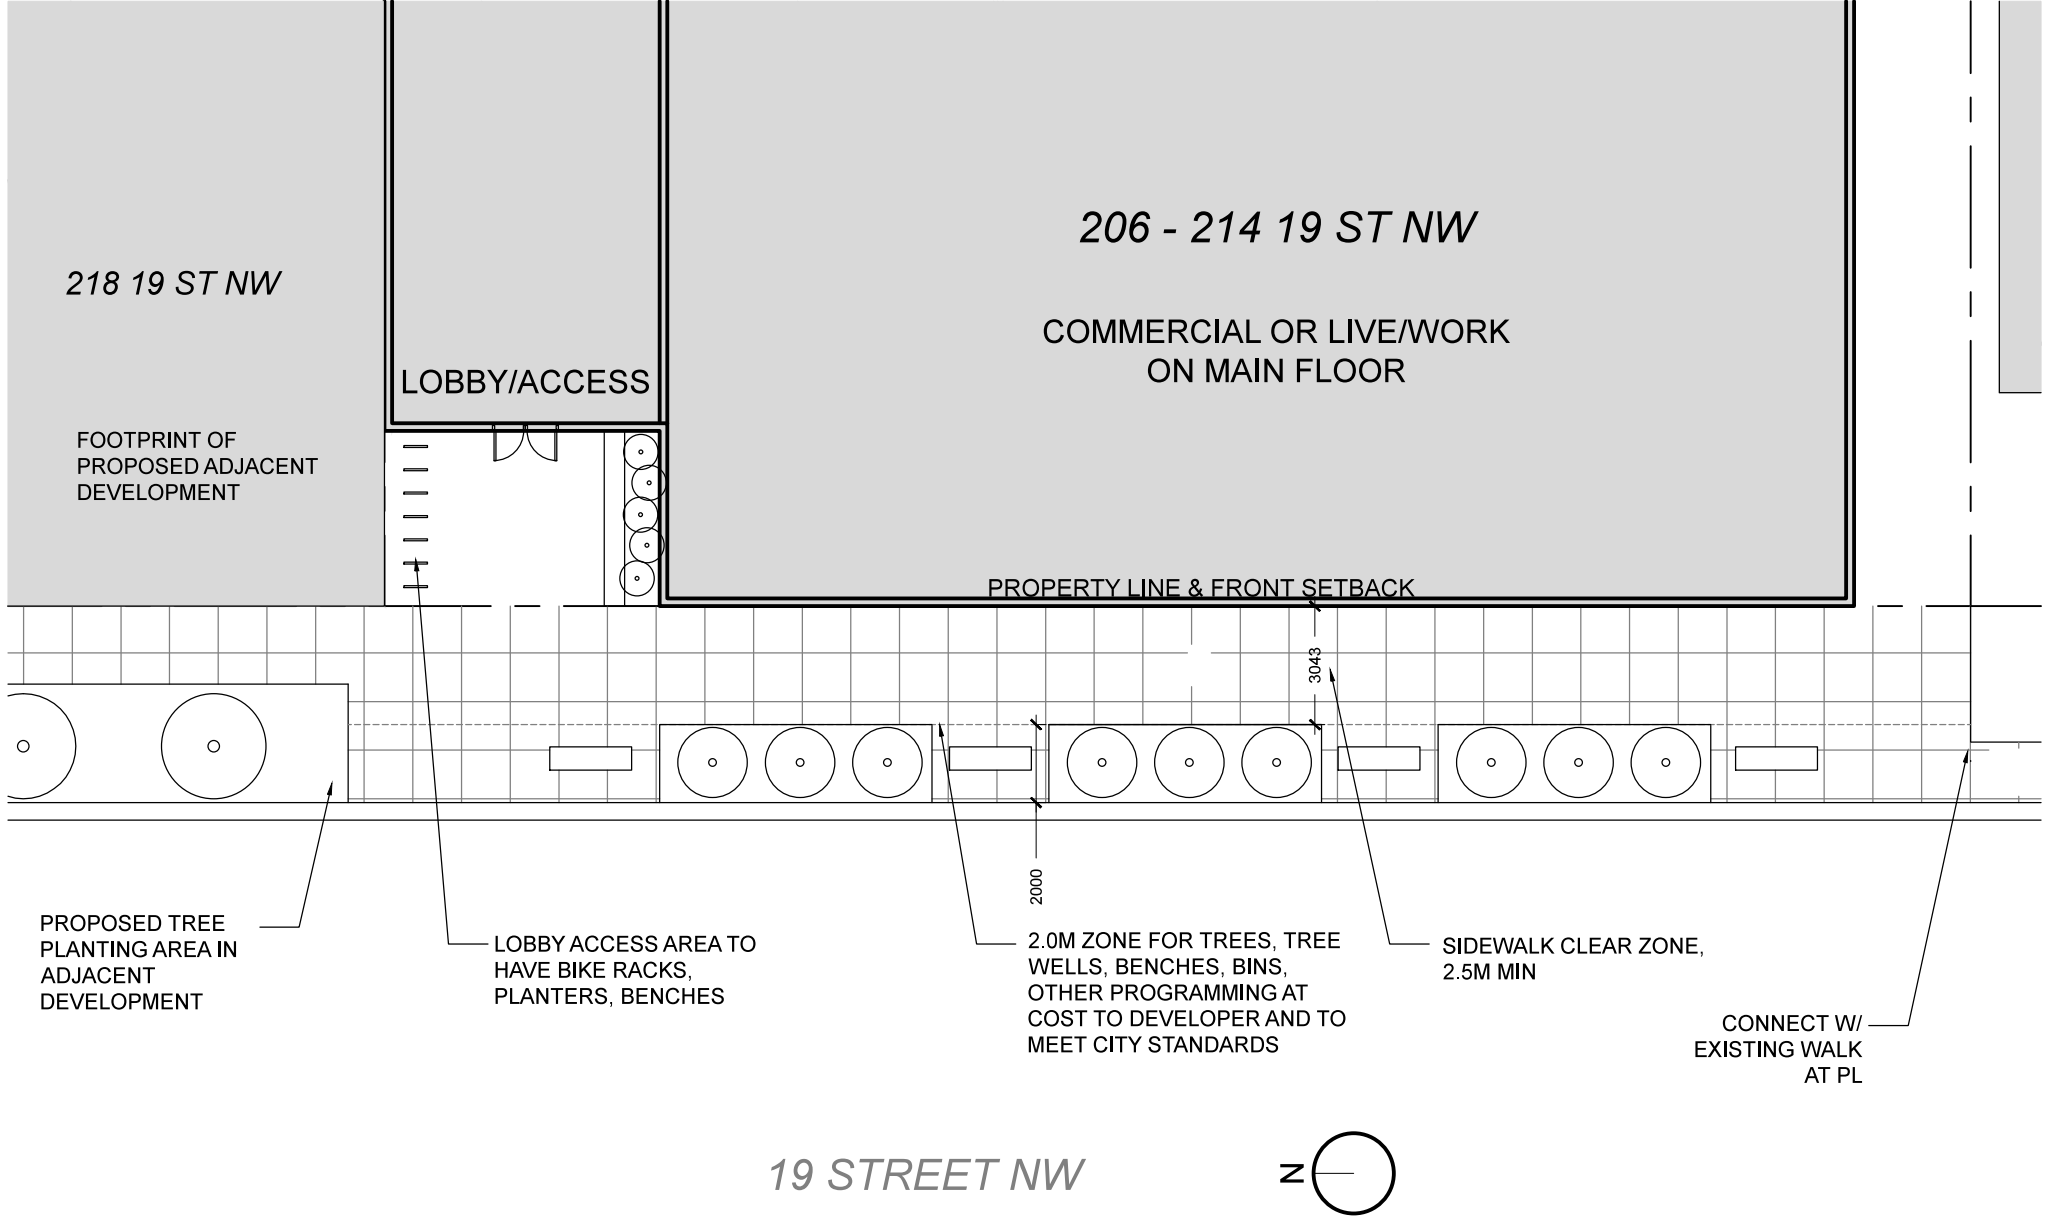 206 - 214 19 ST NW
218 19 ST NW
COMMERCIAL OR LIVE/WORK
ON MAIN FLOOR
LOBBY/ACCESS
FOOTPRINT OF
PROPOSED ADJACENT
DEVELOPMENT
PROPERTY LINE & FRONT SETBACK
3043
2000
PROPOSED TREE
PLANTING AREA IN
ADJACENT
DEVELOPMENT
LOBBY ACCESS AREA TO
HAVE BIKE RACKS,
PLANTERS, BENCHES
2.0M ZONE FOR TREES, TREE
WELLS, BENCHES, BINS,
OTHER PROGRAMMING AT
COST TO DEVELOPER AND TO
MEET CITY STANDARDS
SIDEWALK CLEAR ZONE,
2.5M MIN
CONNECT W/
EXISTING WALK
AT PL
19 STREET NW
N